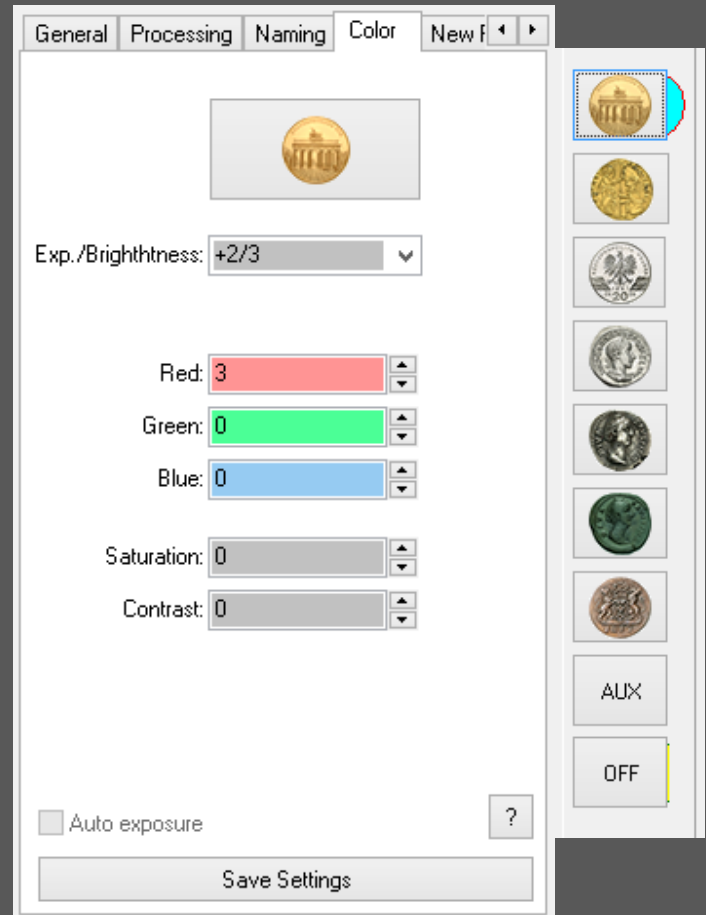 General Processing Naming Color New F
Exp./Brighthtness: +2/3
Red: 3
Green: 0
Blue: 0
Saturation: 0
Contrast: 0
Auto exposure
?
Save Settings
20
AUX
OFF